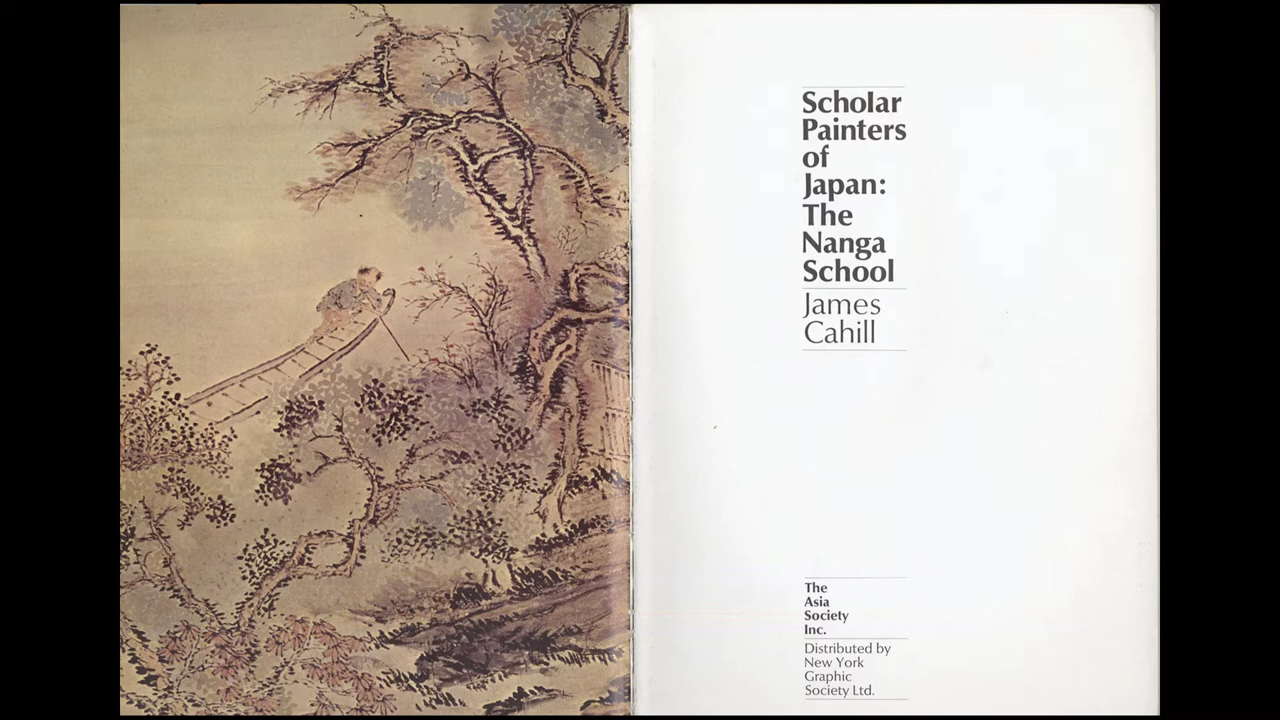 Scholar
Painters
of
Japan:
The
Nanga
School
James
Cahill
The
Asia
Society
Inc.
Distributed by
New York
Graphic
Society Ltd.